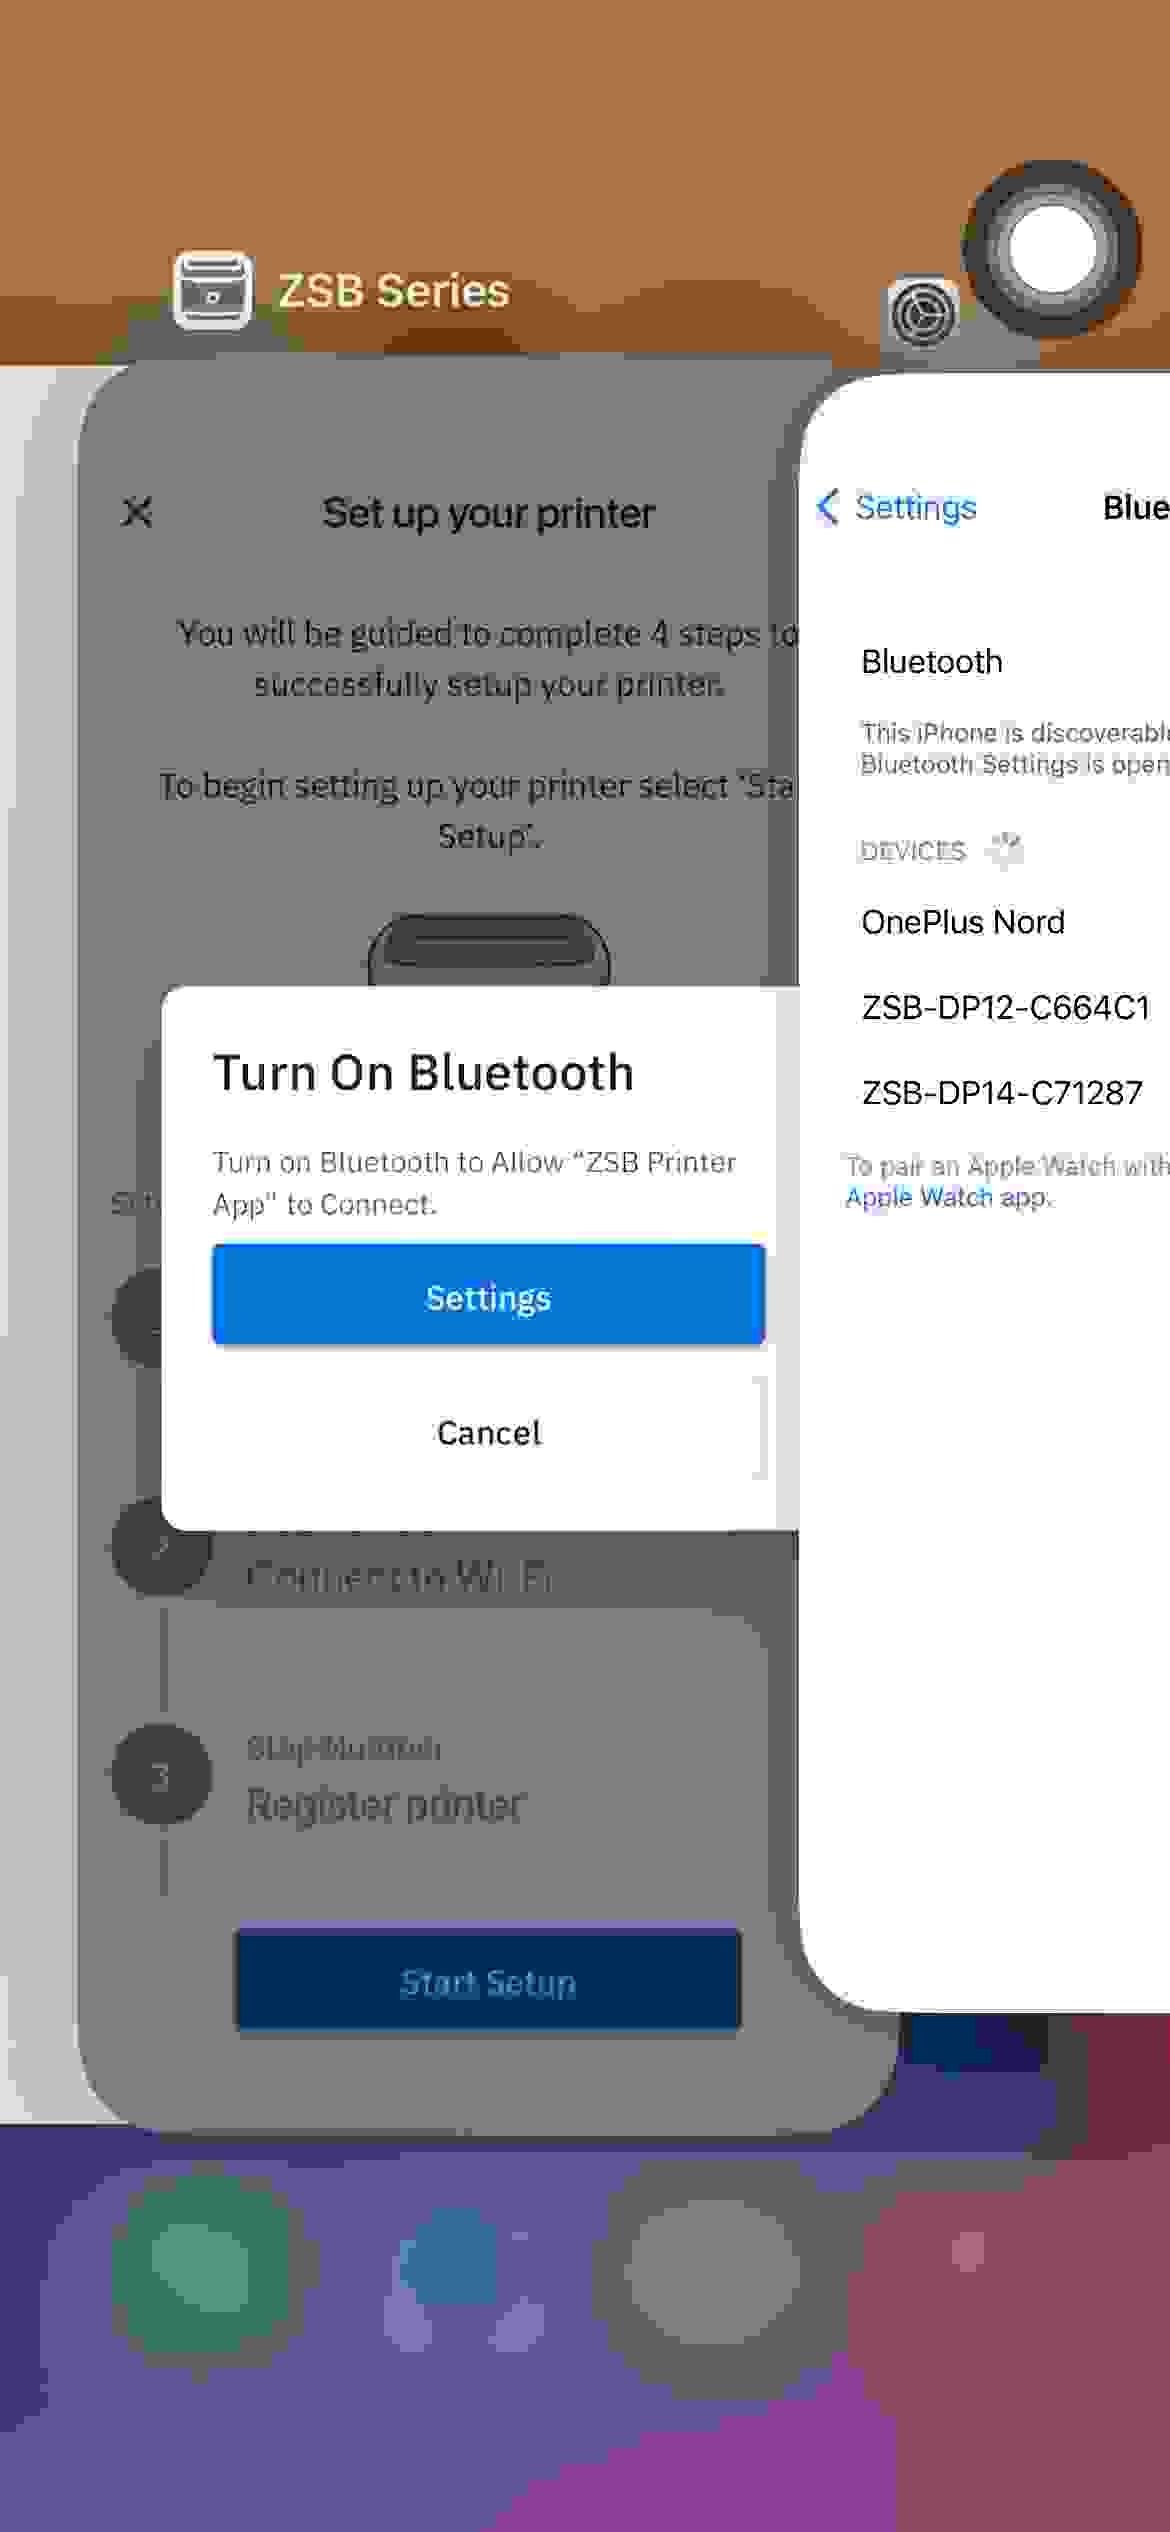 ZSB Series
Set up your printer
You will be guided to complete 4 steps to
successfully setup your printer.
To begin setting up your printer select 'Sta
Setup'.
Turn On Bluetooth
Turn on Bluetooth to Allow “ZSB Printer
App” to Connect.
Settings
Cancel
2
Connect to Wi-Fi
3
Step Number
Register printer
Start Setup
Settings
Blue
Bluetooth
This iPhone is discoverable
Bluetooth Settings is open
DEVICES
OnePlus Nord
ZSB-DP12-C664C1
ZSB-DP14-C71287
To pair an Apple Watch with
Apple Watch app.